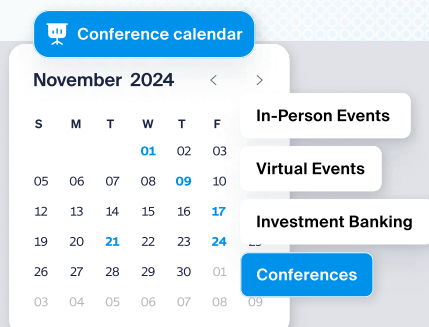 Conference calendar
November 2024
S M T W T F
In-Person Events
01 02 03
Virtual Events
05 06 07 08 09 10
12 13 14 15 16 17
Investment Banking
19 20 21 22 23 24
26 27 28 29 30 01
Conferences
03 04 05 06 07 08 09